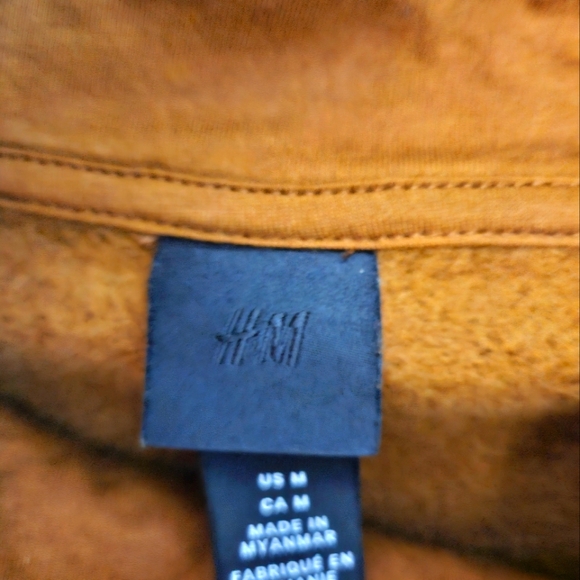 H&M
US M
CA M
MADE IN
MYANMAR
FABRIQUÉ EN